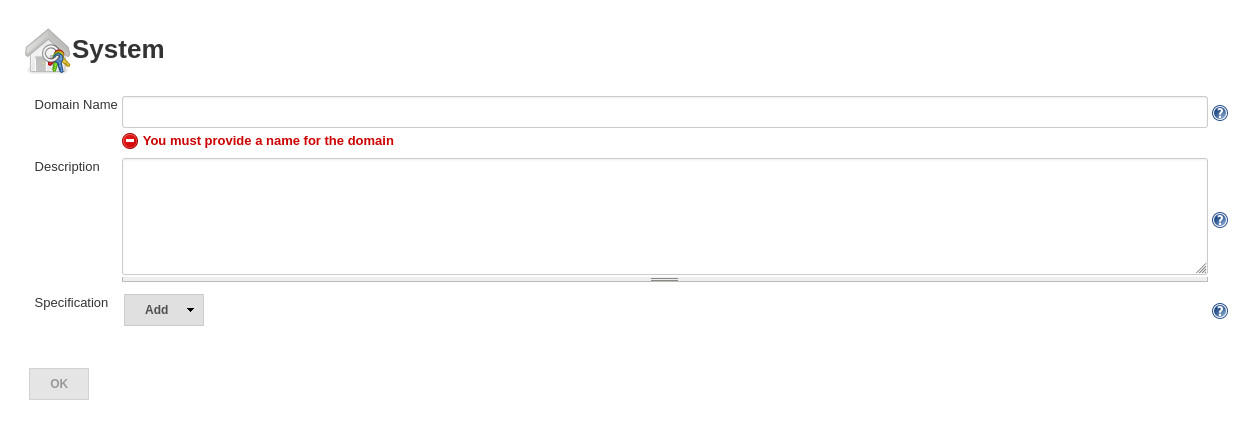 System
Domain Name
You must provide a name for the domain
Description
Specification
Add
OK